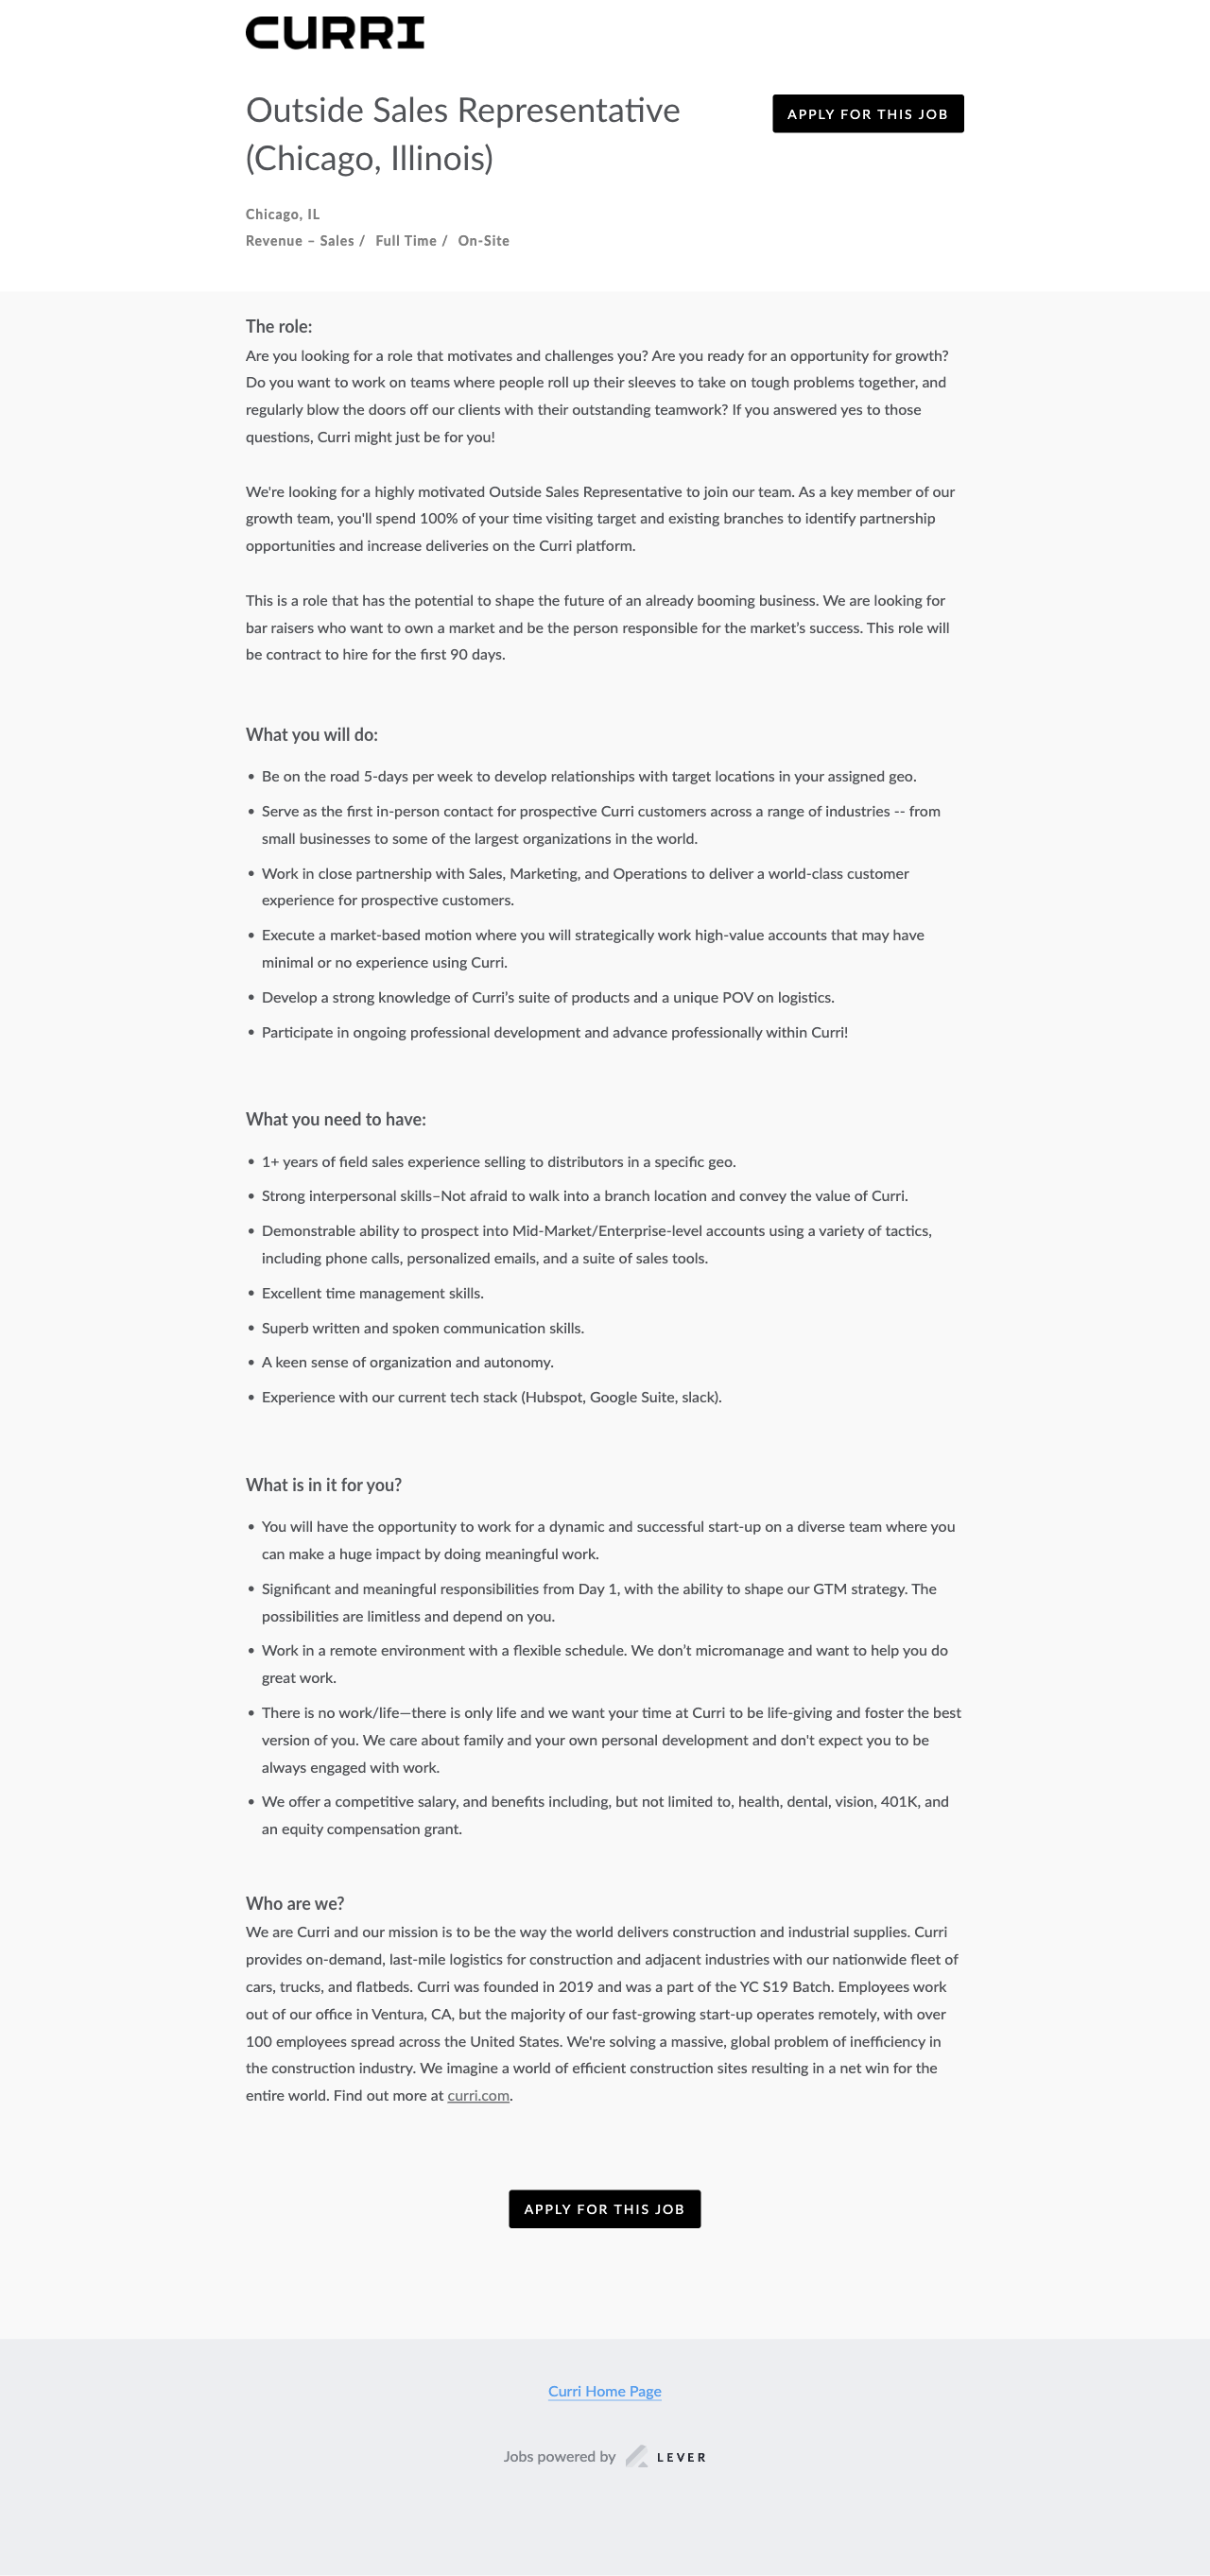 CURRI
Outside Sales Representative
(Chicago, Illinois)
APPLY FOR THIS JOB
Chicago, IL
Revenue – Sales / Full Time / On-Site
The role:
Are you looking for a role that motivates and challenges you? Are you ready for an opportunity for growth?
Do you want to work on teams where people roll up their sleeves to take on tough problems together, and
regularly blow the doors off our clients with their outstanding teamwork? If you answered yes to those
questions, Curri might just be for you!
We're looking for a highly motivated Outside Sales Representative to join our team. As a key member of our
growth team, you'll spend 100% of your time visiting target and existing branches to identify partnership
opportunities and increase deliveries on the Curri platform.
This is a role that has the potential to shape the future of an already booming business. We are looking for
bar raisers who want to own a market and be the person responsible for the market’s success. This role will
be contract to hire for the first 90 days.
What you will do:
• Be on the road 5-days per week to develop relationships with target locations in your assigned geo.
• Serve as the first in-person contact for prospective Curri customers across a range of industries -- from
small businesses to some of the largest organizations in the world.
• Work in close partnership with Sales, Marketing, and Operations to deliver a world-class customer
experience for prospective customers.
• Execute a market-based motion where you will strategically work high-value accounts that may have
minimal or no experience using Curri.
• Develop a strong knowledge of Curri’s suite of products and a unique POV on logistics.
• Participate in ongoing professional development and advance professionally within Curri!
What you need to have:
• 1+ years of field sales experience selling to distributors in a specific geo.
• Strong interpersonal skills–Not afraid to walk into a branch location and convey the value of Curri.
• Demonstrable ability to prospect into Mid-Market/Enterprise-level accounts using a variety of tactics,
including phone calls, personalized emails, and a suite of sales tools.
• Excellent time management skills.
• Superb written and spoken communication skills.
• A keen sense of organization and autonomy.
• Experience with our current tech stack (Hubspot, Google Suite, slack).
What is in it for you?
• You will have the opportunity to work for a dynamic and successful start-up on a diverse team where you
can make a huge impact by doing meaningful work.
• Significant and meaningful responsibilities from Day 1, with the ability to shape our GTM strategy. The
possibilities are limitless and depend on you.
• Work in a remote environment with a flexible schedule. We don’t micromanage and want to help you do
great work.
• There is no work/life—there is only life and we want your time at Curri to be life-giving and foster the best
version of you. We care about family and your own personal development and don't expect you to be
always engaged with work.
• We offer a competitive salary, and benefits including, but not limited to, health, dental, vision, 401K, and
an equity compensation grant.
Who are we?
We are Curri and our mission is to be the way the world delivers construction and industrial supplies. Curri
provides on-demand, last-mile logistics for construction and adjacent industries with our nationwide fleet of
cars, trucks, and flatbeds. Curri was founded in 2019 and was a part of the YC S19 Batch. Employees work
out of our office in Ventura, CA, but the majority of our fast-growing start-up operates remotely, with over
100 employees spread across the United States. We're solving a massive, global problem of inefficiency in
the construction industry. We imagine a world of efficient construction sites resulting in a net win for the
entire world. Find out more at curri.com.
APPLY FOR THIS JOB
Curri Home Page
Jobs powered by LEVER